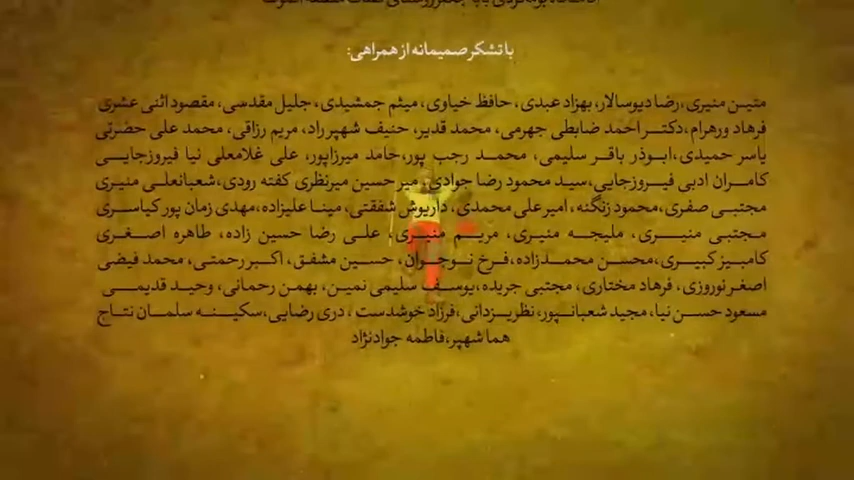 با تشکر صمیمانه از همراهی:
متین منیری، رضا دیوسالار، بهزاد عبدی، حافظ خیاوی، میثم جمشیدی، جلیل مقدسی، مقصود اثنی عشری
فرهاد ورهرام، دکتر احمد ضابطی جهرمی، محمد قدیر، حنیف شهپرراد، مریم رزاقی، محمد علی حضرتی
یاسر حمیدی، ابوذر باقر سلیمی، محمد رجب پور، حامد میرزاپور، علی غلامعلی نیا فیروزجایی
کامران ادبی فیروزجایی، سید محمود رضا جوادی، میر حسین میرنظری کفته رودی، شعبانعلی منیری
مجتبی صفری، محمود زنگنه، امیر علی محمدی، داریوش شفقتی، مینا علیزاده، مهدی زمان پور کیاسری
مجتبی منیری، ملیحه منیری، مریم منیری، علی رضا حسین زاده، طاهره اصغری
کامبیز کبیری، محسن محمدزاده، فرخ نوجوان، حسین مشفق، اکبر رحمتی، محمد فیضی
اصغر نوروزی، فرهاد مختاری، مجتبی جریده، یوسف سلیمی نمین، بهمن رحمانی، وحید قدیمی
مسعود حسن نیا، مجید شعبانپور، نظریزدانی، فرزاد خوشدست، دری رضایی، سکینه سلمان نتاج
هما شهپر، فاطمه جوادنژاد